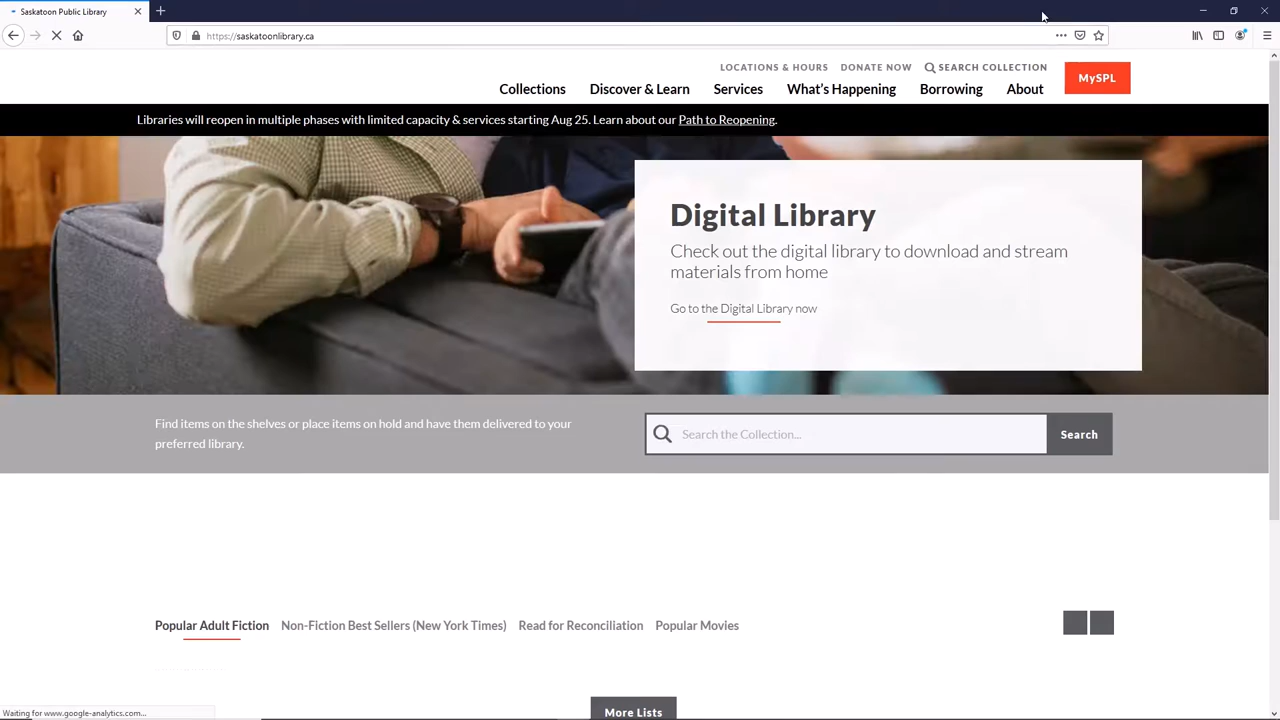 Saskatoon Public Library
https://saskatoonlibrary.ca
LOCATIONS & HOURS DONATE NOW SEARCH COLLECTION
MySPL
Collections Discover & Learn Services What's Happening Borrowing About
Libraries will reopen in multiple phases with limited capacity & services starting Aug 25. Learn about our Path to Reopening.
Digital Library
Check out the digital library to download and stream
materials from home
Go to the Digital Library now
Find items on the shelves or place items on hold and have them delivered to your
preferred library.
Search the Collection...
Search
Popular Adult Fiction Non-Fiction Best Sellers (New York Times) Read for Reconciliation Popular Movies
More Lists
Waiting for www.google-analytics.com...